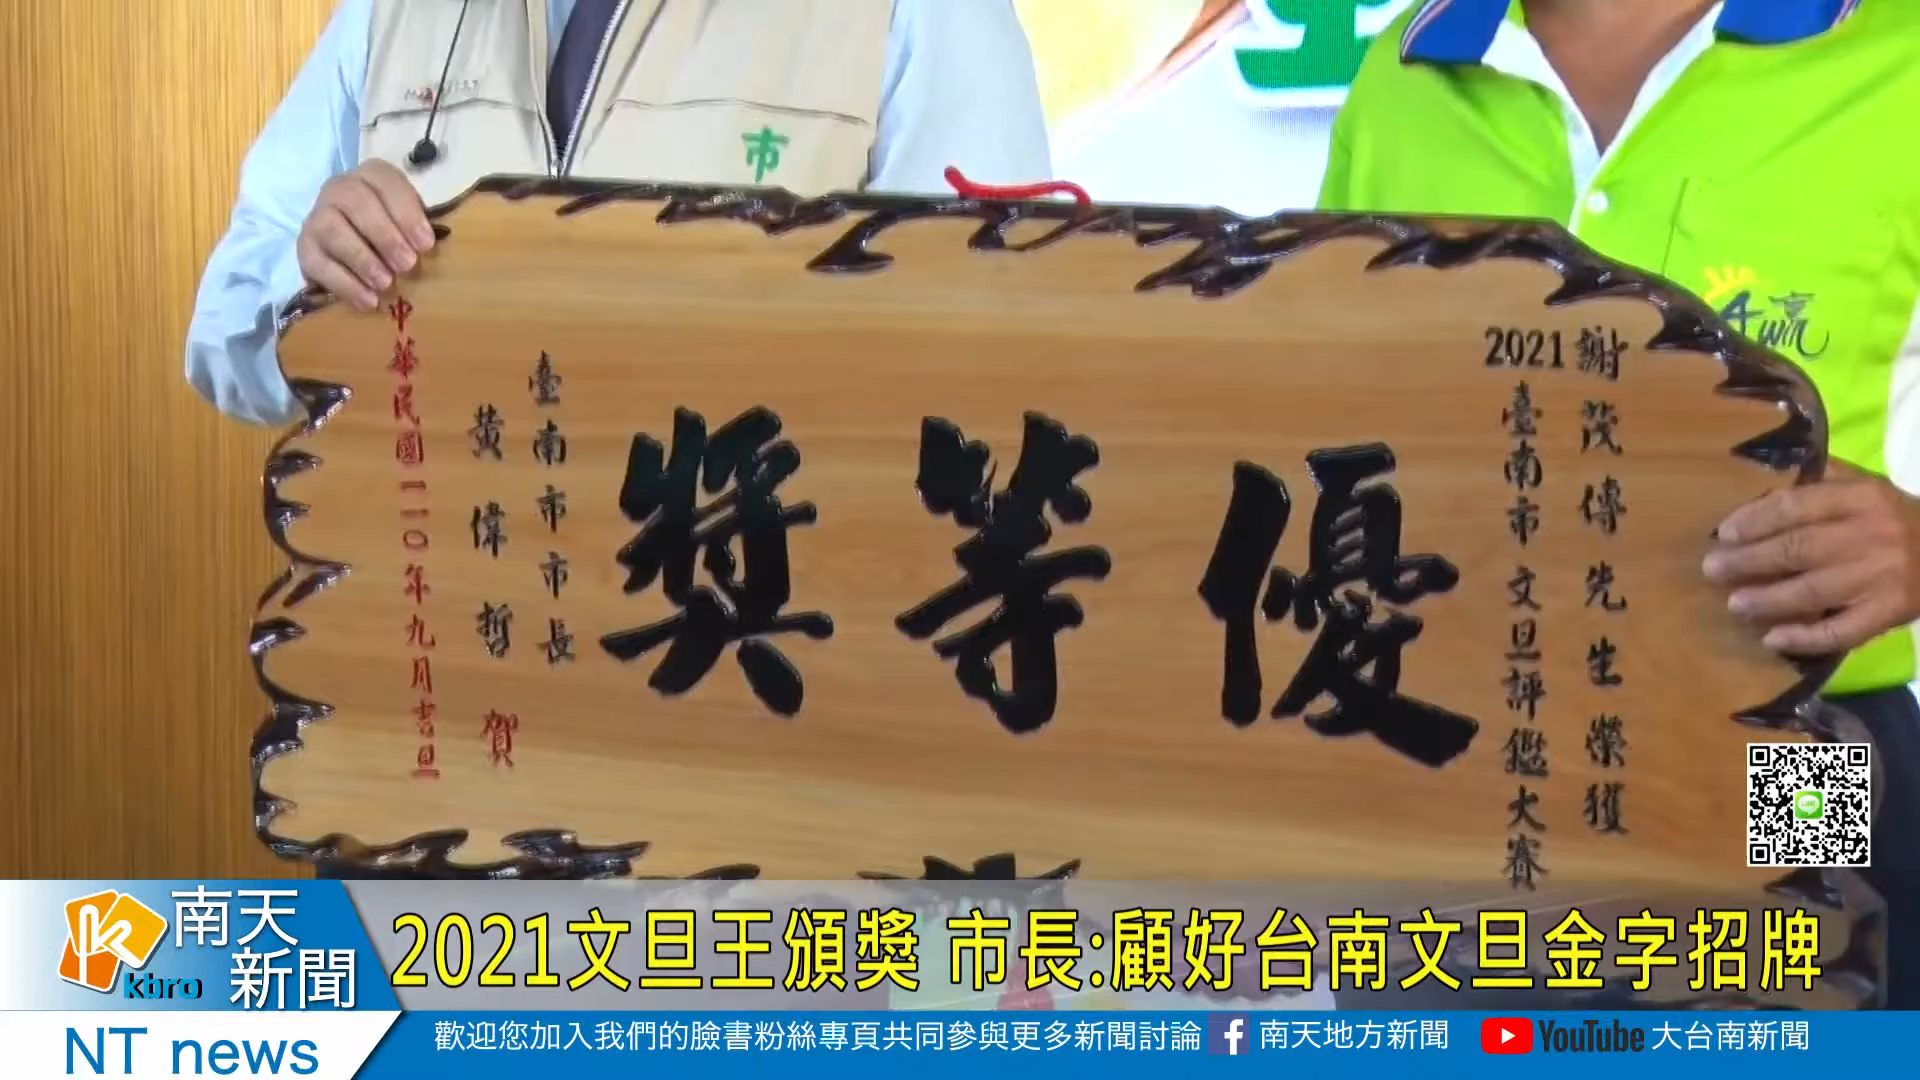 市
A贏
win
謝茂傳先生榮獲
2021臺南市文旦評鑑大賽
優等獎
臺南市市長
黃偉哲 賀
中華民國一一〇年九月吉旦
LINE
南天新聞
kbro
2021文旦王頒獎 市長:顧好台南文旦金字招牌
NT news
歡迎您加入我們的臉書粉絲專頁共同參與更多新聞討論 f 南天地方新聞 YouTube 大台南新聞